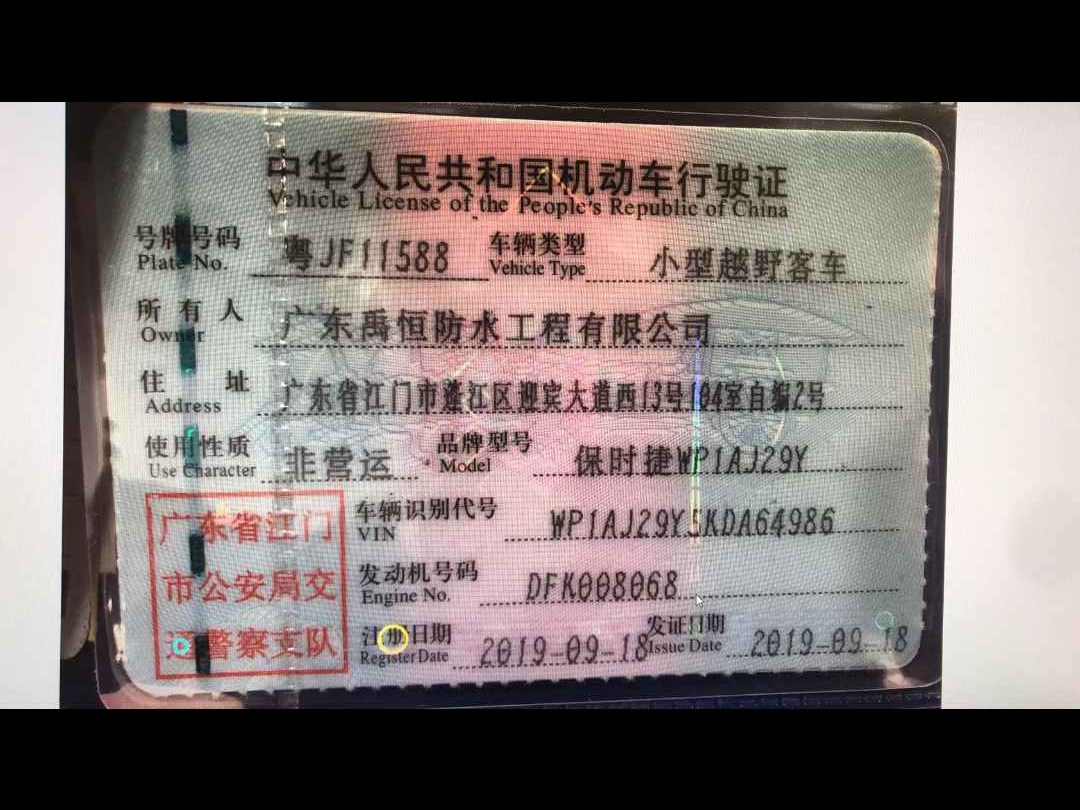 中华人民共和国机动车行驶证
Vehicle License of the People's Republic of China
号牌号码 粤JF11588 车辆类型 小型越野客车
Plate No. Vehicle Type
所有人 广东禹恒防水工程有限公司
Owner
住址 广东省江门市蓬江区迎宾大道西13号104室自编2号
Address
使用性质 非营运 品牌型号 保时捷WP1AJ29Y
Use Character Model
广东省江门
市公安局交
通警察支队
车辆识别代号 WP1AJ29Y5KDA64986
VIN
发动机号码 DFK008068
Engine No.
注册日期 2019-09-18 发证日期 2019-09-18
Register Date Issue Date